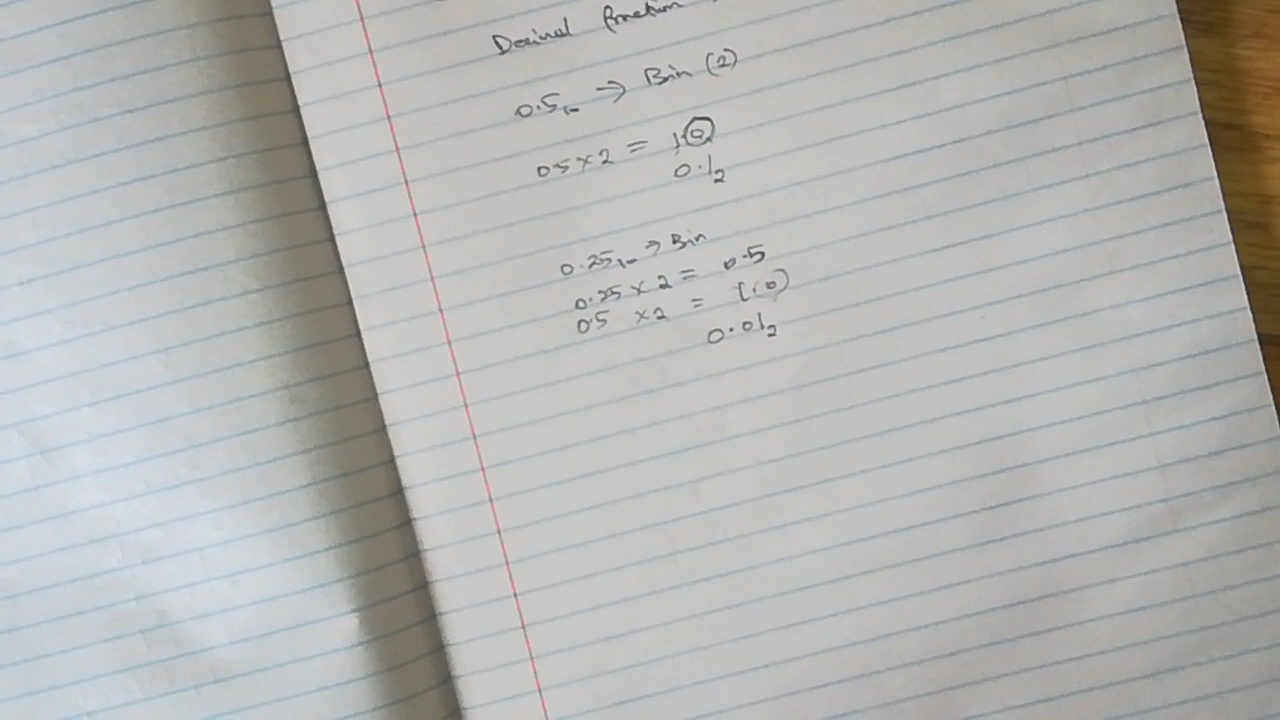 Decimal fraction
0.5₁₀ → Bin (2)
0.5 × 2 = 1.0
0.1₂
0.25₁₀ → Bin
0.25 × 2 = 0.5
0.5 × 2 = 1.0
0.01₂